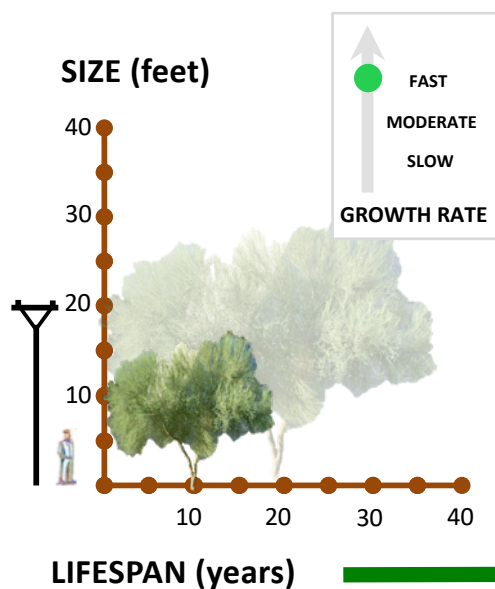 SIZE (feet)
FAST
MODERATE
SLOW
GROWTH RATE
40
30
20
10
10 20 30 40
LIFESPAN (years)